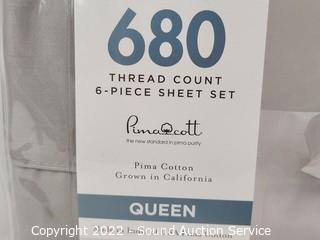 680
THREAD COUNT
6-PIECE SHEET SET
Pimacott
the new standard in pima purity
Pima Cotton
Grown in California
QUEEN
Copyright 2022 - Sound Auction Service